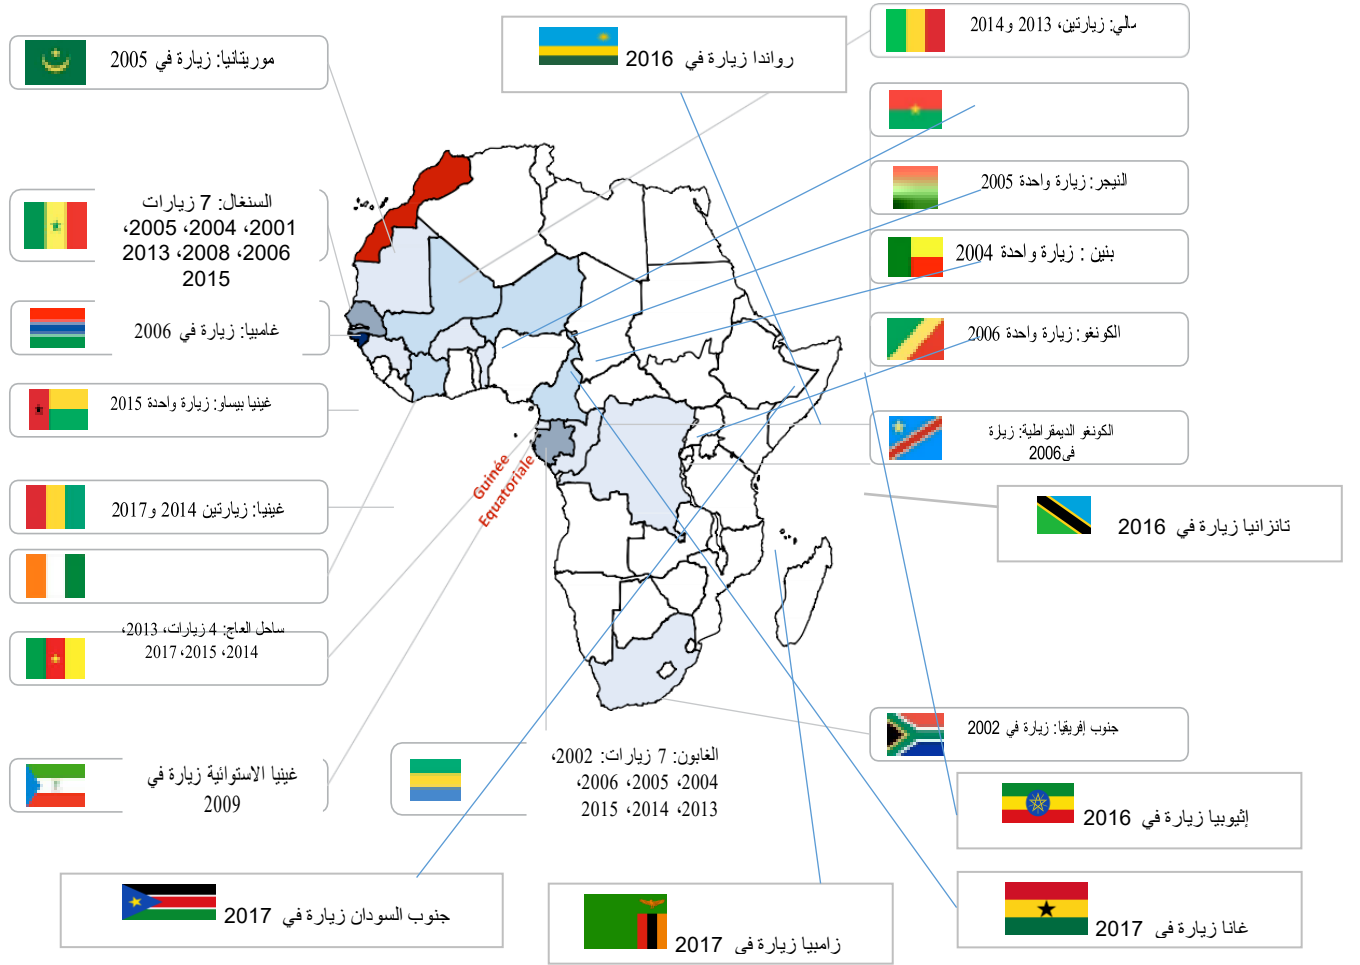 موريتانيا: زيارة في 2005
رواندا زيارة في 2016
مالي: زيارتين، 2013 و2014
السنغال: 7 زيارات
2001، 2004، 2005،
2006، 2008، 2013
2015
النيجر: زيارة واحدة 2005
بنين : زيارة واحدة 2004
غامبيا: زيارة في 2006
الكونغو: زيارة واحدة 2006
غينيا بيساو: زيارة واحدة 2015
الكونغو الديمقراطية: زيارة
في2006
Guinée
Equatoriale
غينيا: زيارتين 2014 و2017
تانزانيا زيارة في 2016
ساحل العاج: 4 زيارات، 2013،
2014، 2015، 2017
جنوب إفريقيا: زيارة في 2002
غينيا الاستوائية زيارة في
2009
الغابون: 7 زيارات: 2002،
2004، 2005، 2006،
2013، 2014، 2015
إثيوبيا زيارة في 2016
جنوب السودان زيارة في 2017
زامبيا زيارة في 2017
غانا زيارة في 2017